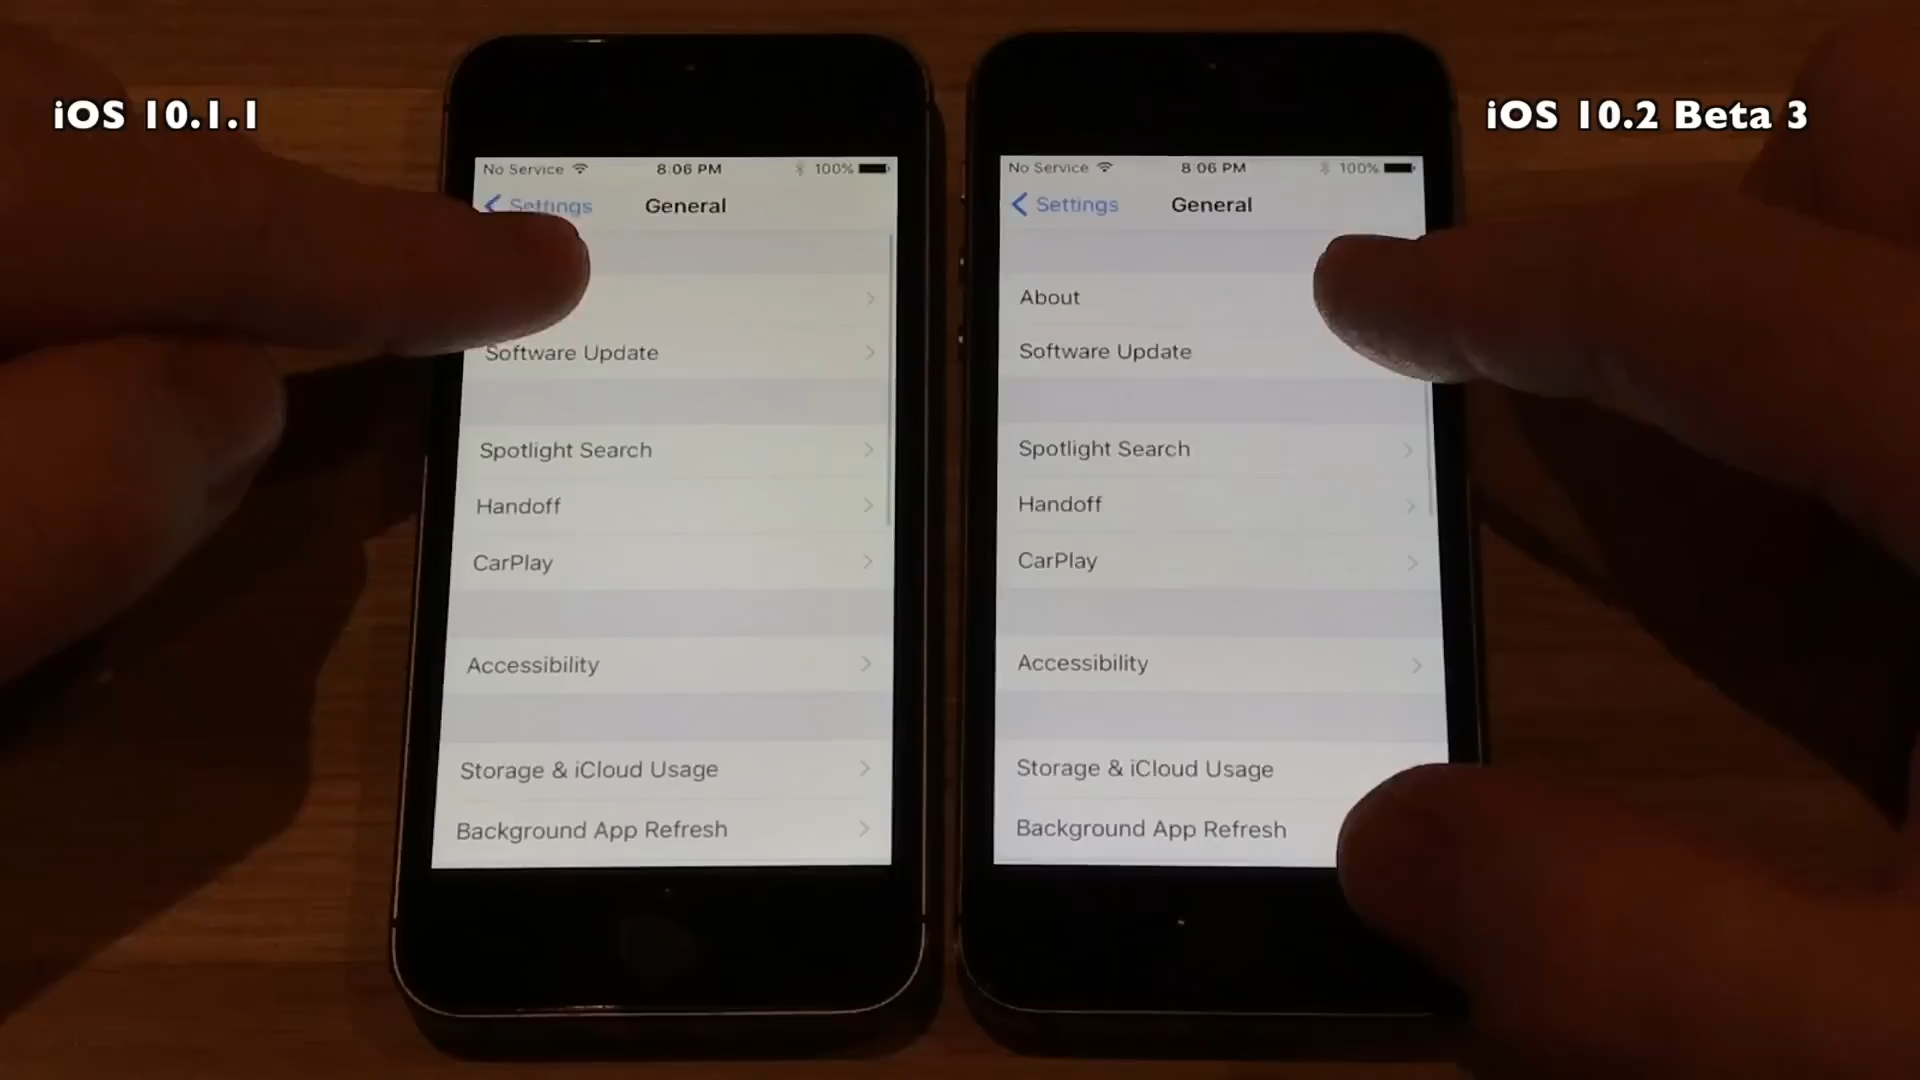 iOS 10.1.1
iOS 10.2 Beta 3
No Service 8:06 PM 100%
Settings General
Software Update
Spotlight Search
Handoff
CarPlay
Accessibility
Storage & iCloud Usage
Background App Refresh
No Service 8:06 PM 100%
Settings General
About
Software Update
Spotlight Search
Handoff
CarPlay
Accessibility
Storage & iCloud Usage
Background App Refresh